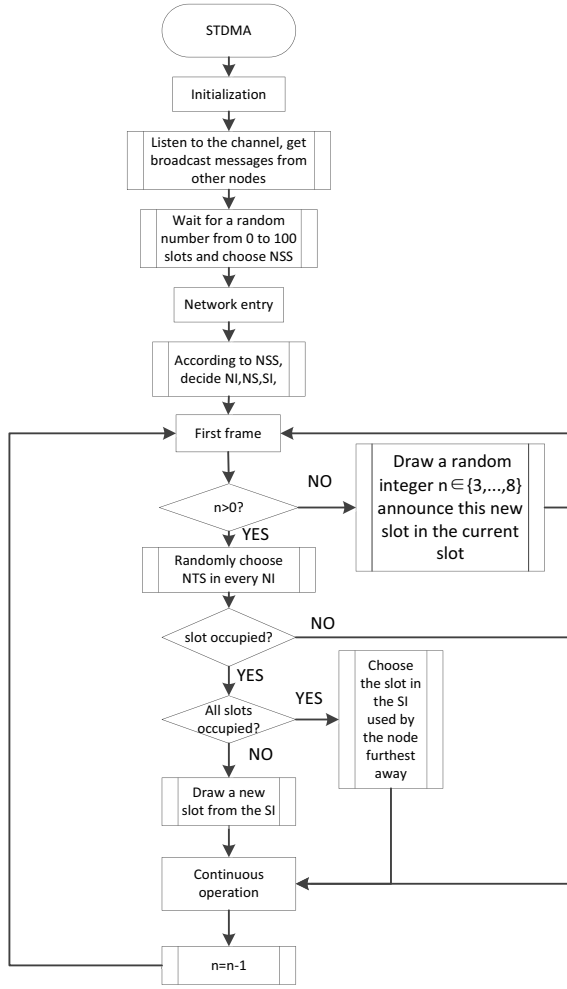 STDMA
Initialization
Listen to the channel, get
broadcast messages from
other nodes
Wait for a random
number from 0 to 100
slots and choose NSS
Network entry
According to NSS,
decide NI,NS,SI,
First frame
n>0?
NO
Draw a random
integer n∈{3,...,8}
announce this new
slot in the current
slot
YES
Randomly choose
NTS in every NI
slot occupied?
NO
YES
All slots
occupied?
YES
Choose
the slot in
the SI
used by
the node
furthest
away
NO
Draw a new
slot from the SI
Continuous
operation
n=n-1